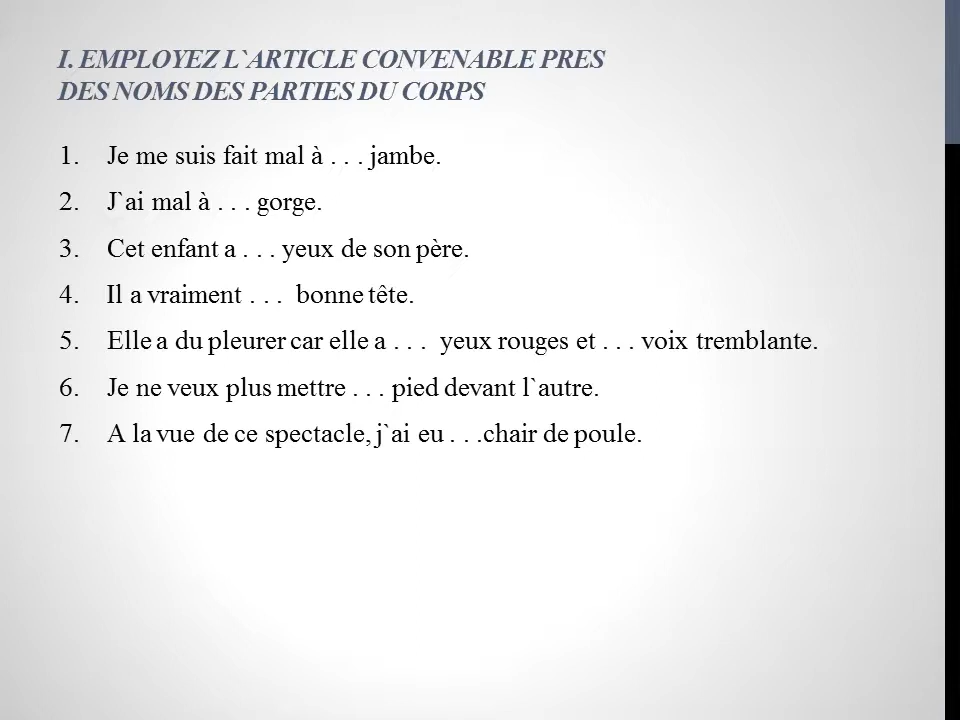 I. EMPLOYEZ L`ARTICLE CONVENABLE PRES
DES NOMS DES PARTIES DU CORPS
1. Je me suis fait mal à . . . jambe.
2. J`ai mal à . . . gorge.
3. Cet enfant a . . . yeux de son père.
4. Il a vraiment . . . bonne tête.
5. Elle a du pleurer car elle a . . . yeux rouges et . . . voix tremblante.
6. Je ne veux plus mettre . . . pied devant l`autre.
7. A la vue de ce spectacle, j`ai eu . . .chair de poule.